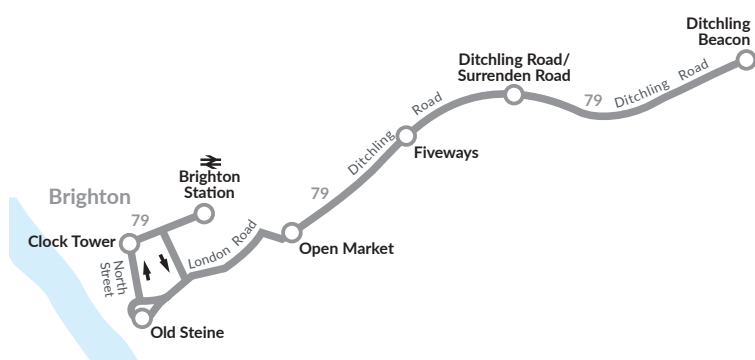 Ditchling
Beacon
Ditchling Road/
Surrenden Road
79
Ditchling Road
Ditchling Road
Fiveways
79
Brighton
Station
Brighton
79
Clock Tower
North
Street
London Road
Open Market
Old Steine